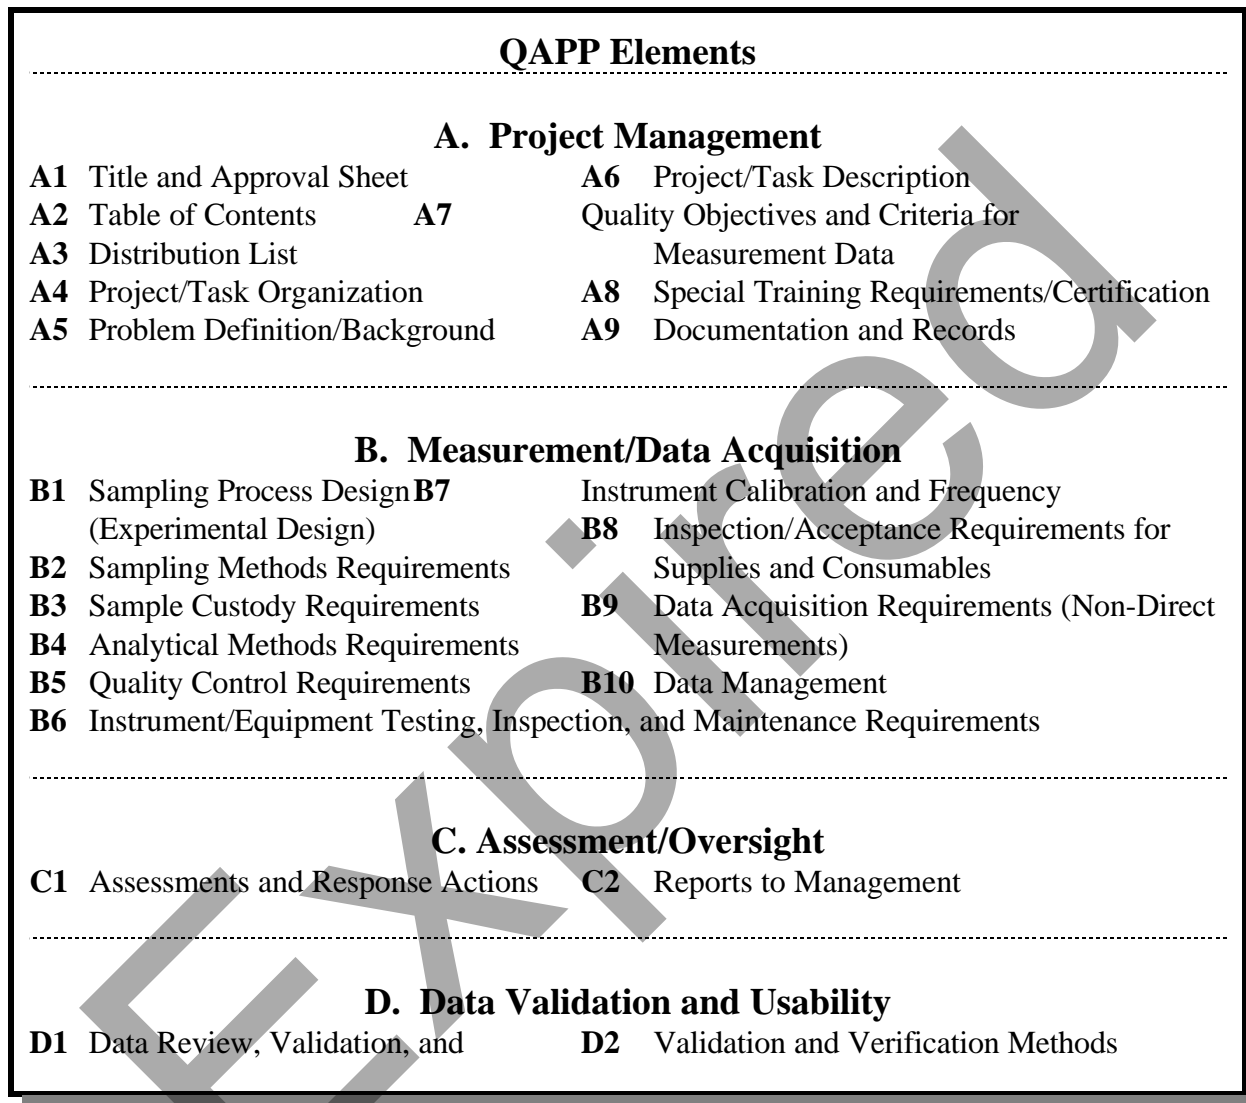 QAPP Elements
A. Project Management
A1 Title and Approval Sheet A6 Project/Task Description
A2 Table of Contents A7 Quality Objectives and Criteria for
A3 Distribution List Measurement Data
A4 Project/Task Organization A8 Special Training Requirements/Certification
A5 Problem Definition/Background A9 Documentation and Records
B. Measurement/Data Acquisition
B1 Sampling Process Design B7 Instrument Calibration and Frequency
(Experimental Design) B8 Inspection/Acceptance Requirements for
B2 Sampling Methods Requirements Supplies and Consumables
B3 Sample Custody Requirements B9 Data Acquisition Requirements (Non-Direct
B4 Analytical Methods Requirements Measurements)
B5 Quality Control Requirements B10 Data Management
B6 Instrument/Equipment Testing, Inspection, and Maintenance Requirements
C. Assessment/Oversight
C1 Assessments and Response Actions C2 Reports to Management
D. Data Validation and Usability
D1 Data Review, Validation, and D2 Validation and Verification Methods
Expired